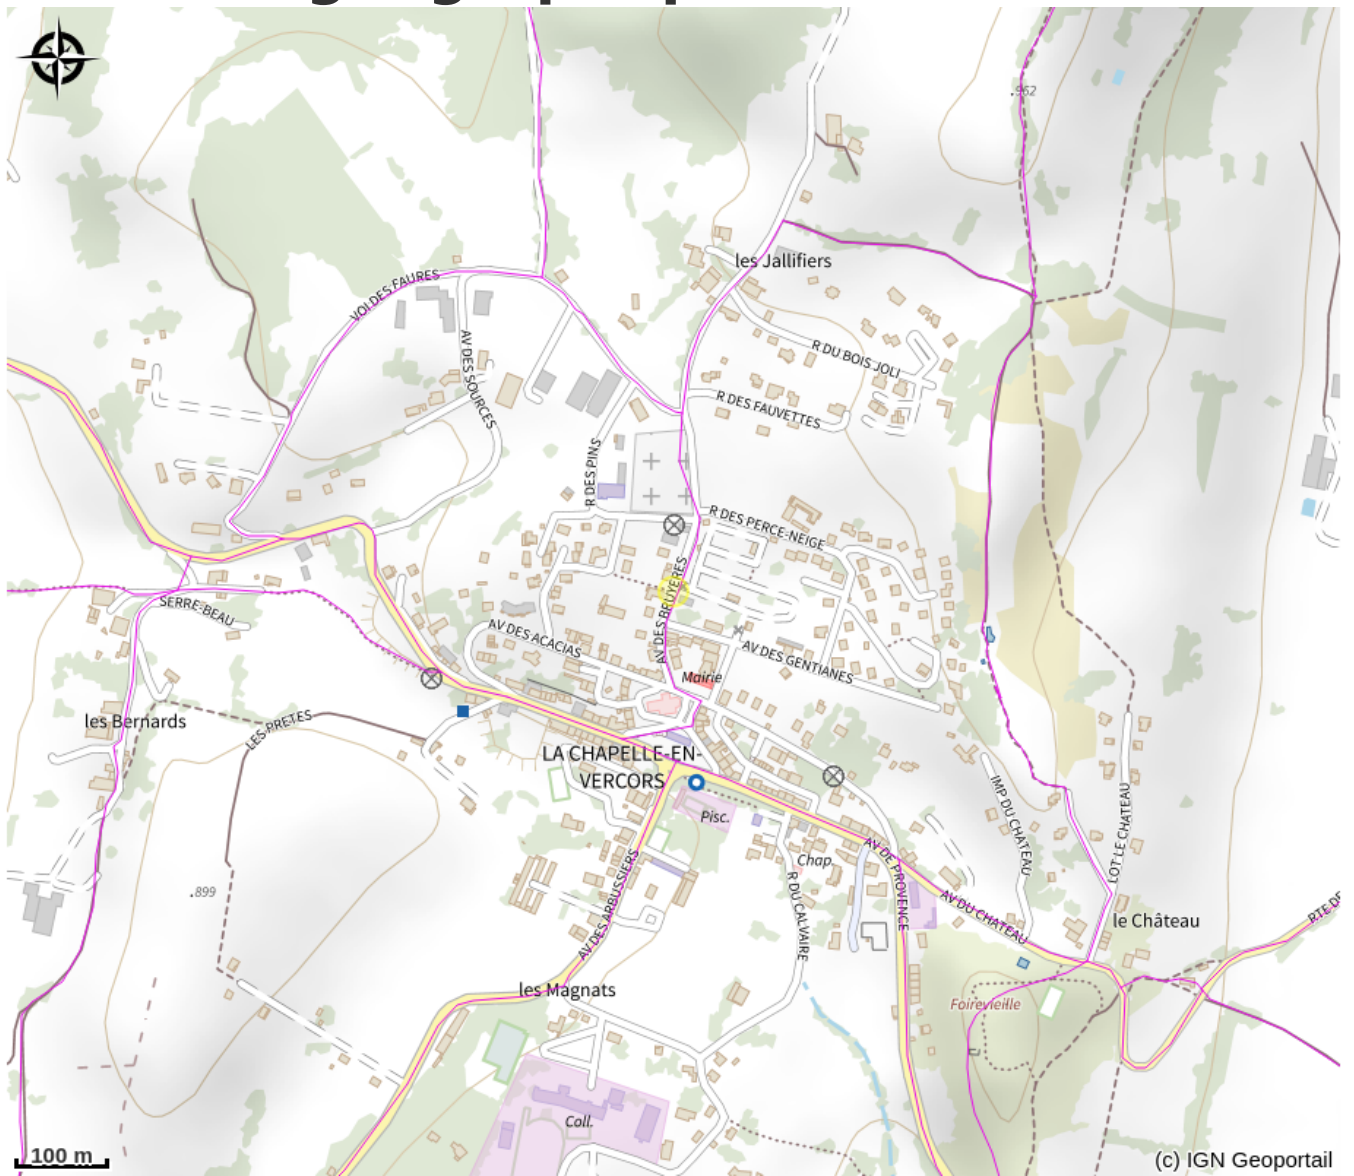 962
les Jallifiers
VOI DES FAURES
AV DES SOURCES
R DU BOIS JOLI
R DES FAUVETTES
R DES PINS
R DES PERCE-NEIGE
AV DES BRUYERES
SERRE-BEAU
AV DES ACACIAS
AV DES GENTIANES
Mairie
les Bernards
LES PRETES
LA CHAPELLE-EN-
VERCORS
IMP DU CHATEAU
LOT LE CHATEAU
Pisc.
Chap.
AV DE PROVENCE
R DU CALVAIRE
AV DES ARBUSSIERS
899
AV DU CHATEAU
le Château
RTE DE
les Magnats
Foirevieille
Coll.
100 m
(c) IGN Geoportail